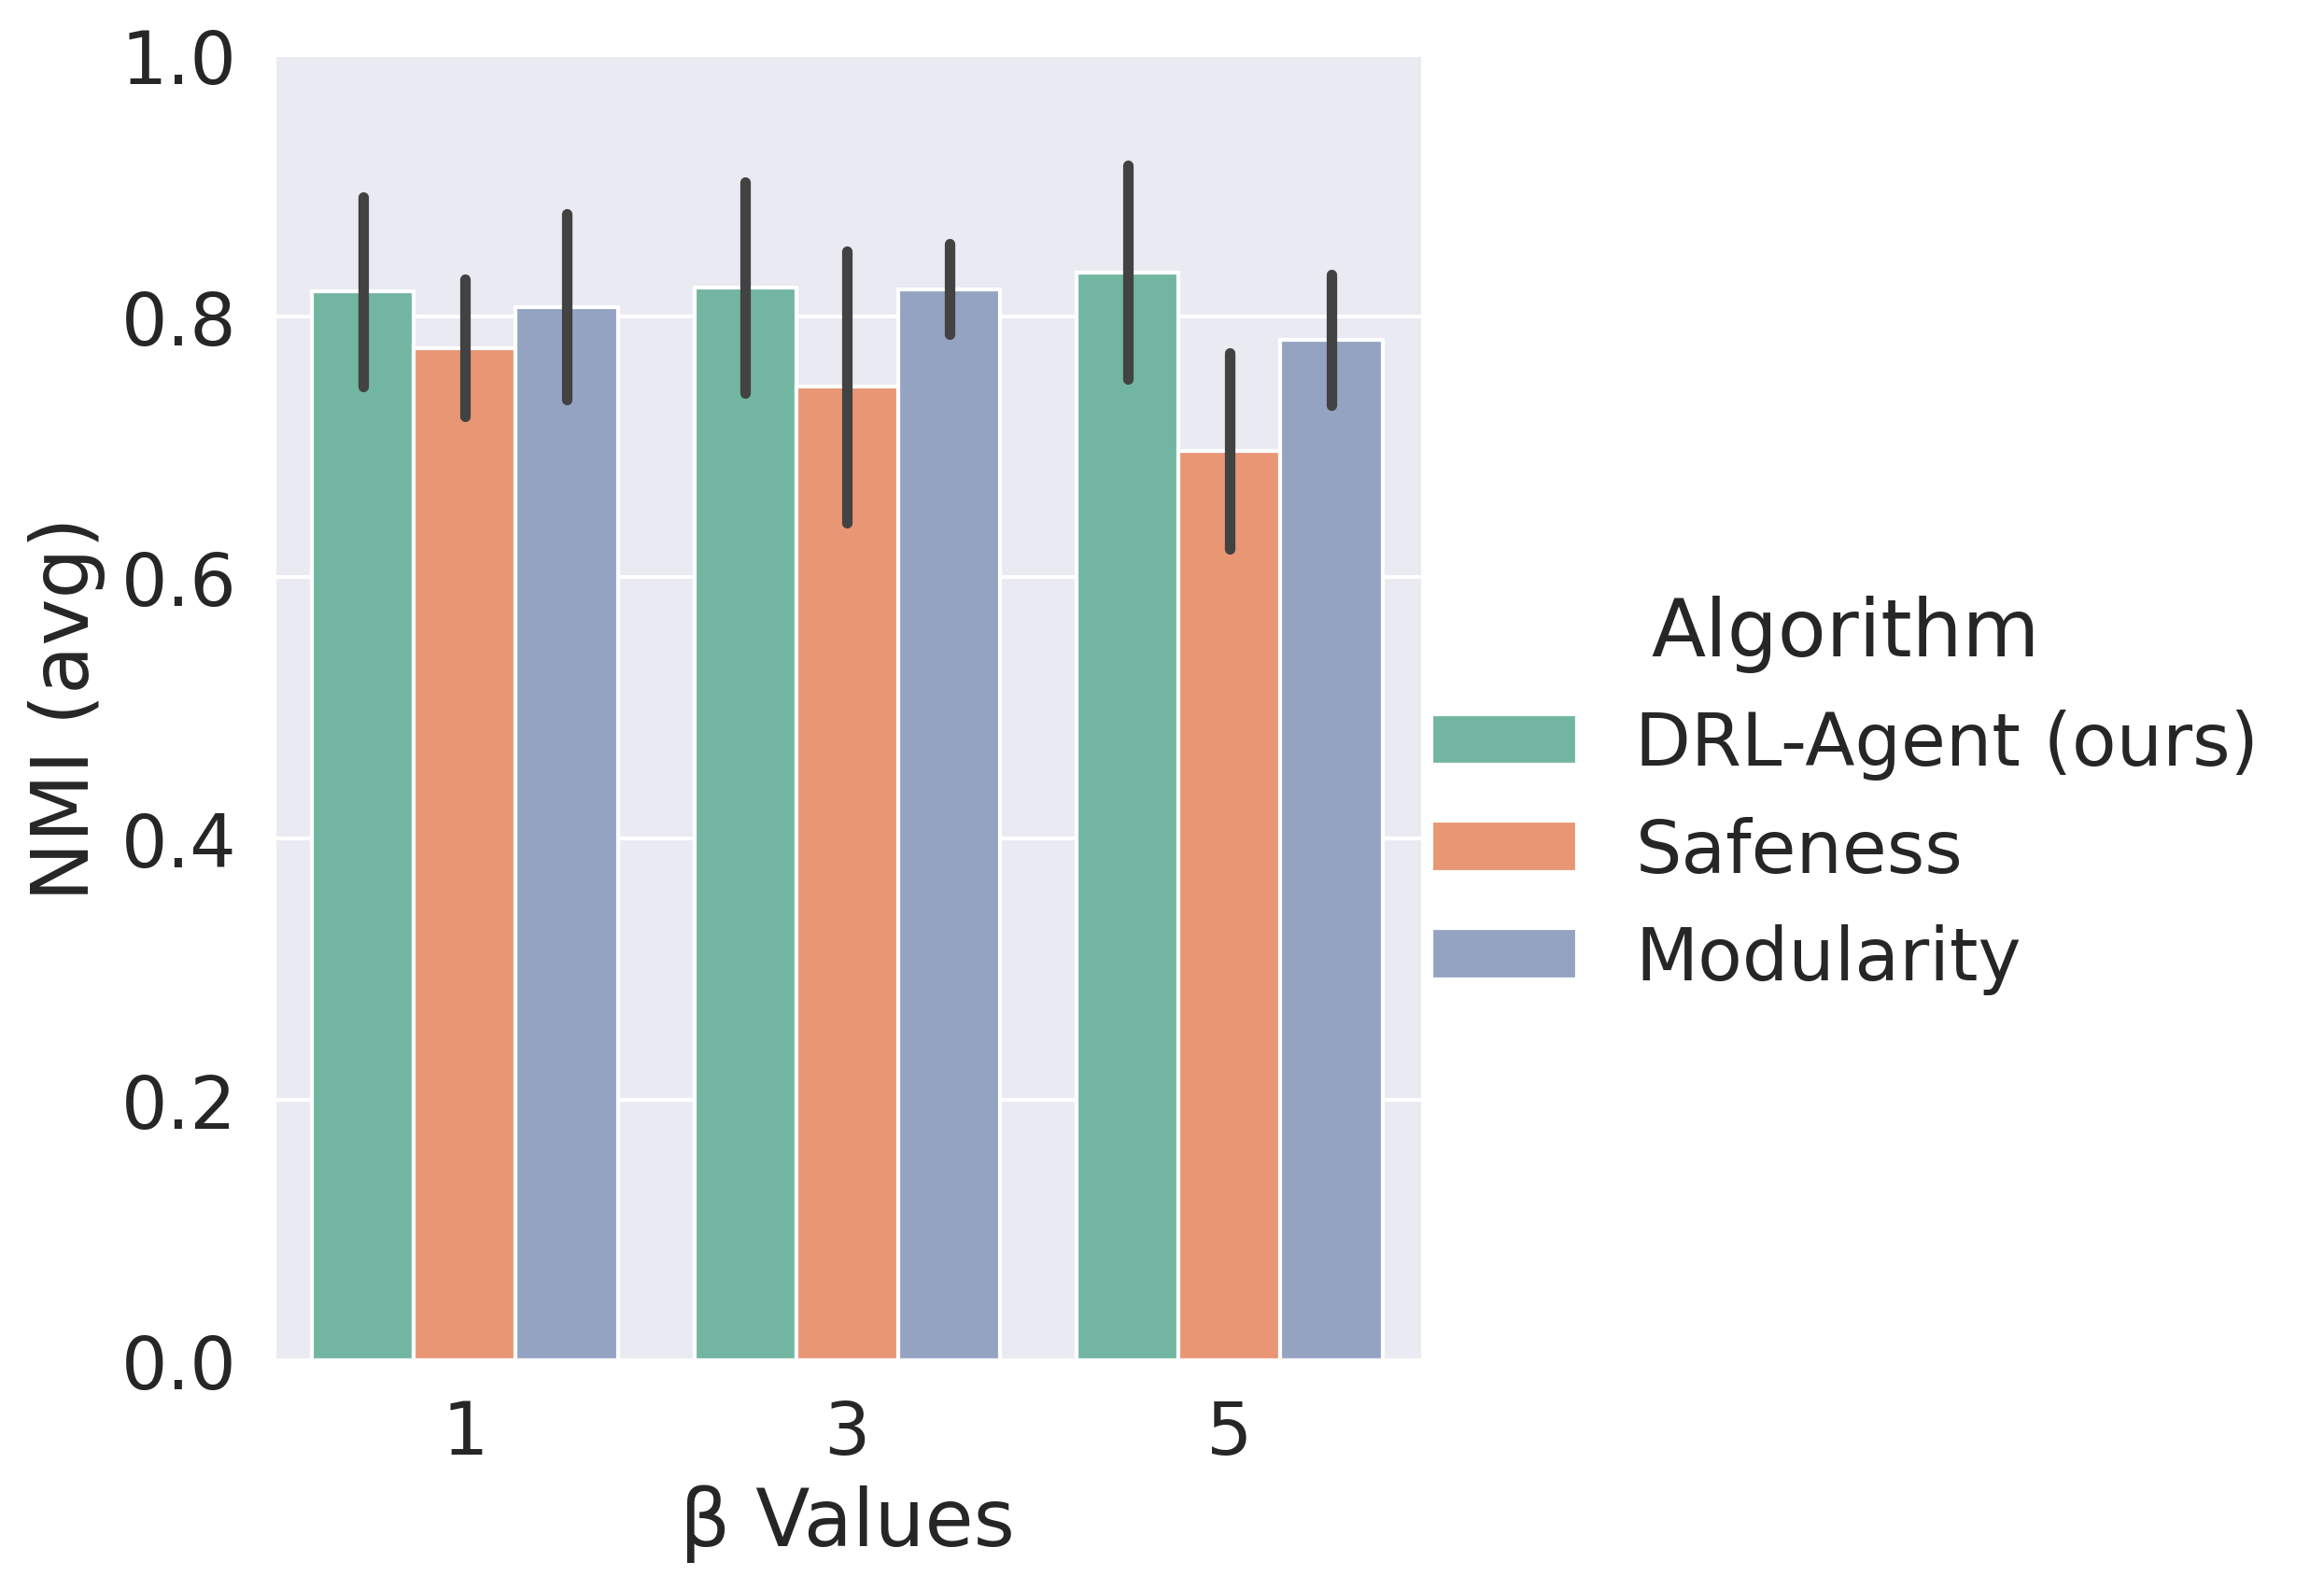 1.0
0.8
0.6
0.4
0.2
0.0
NMI (avg)
1
3
5
β Values
Algorithm
DRL-Agent (ours)
Safeness
Modularity